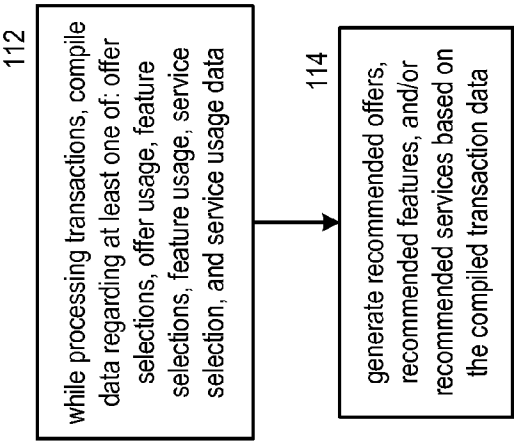 112
while processing transactions, compile
data regarding at least one of: offer
selections, offer usage, feature
selections, feature usage, service
selection, and service usage data
114
generate recommended offers,
recommended features, and/or
recommended services based on
the compiled transaction data